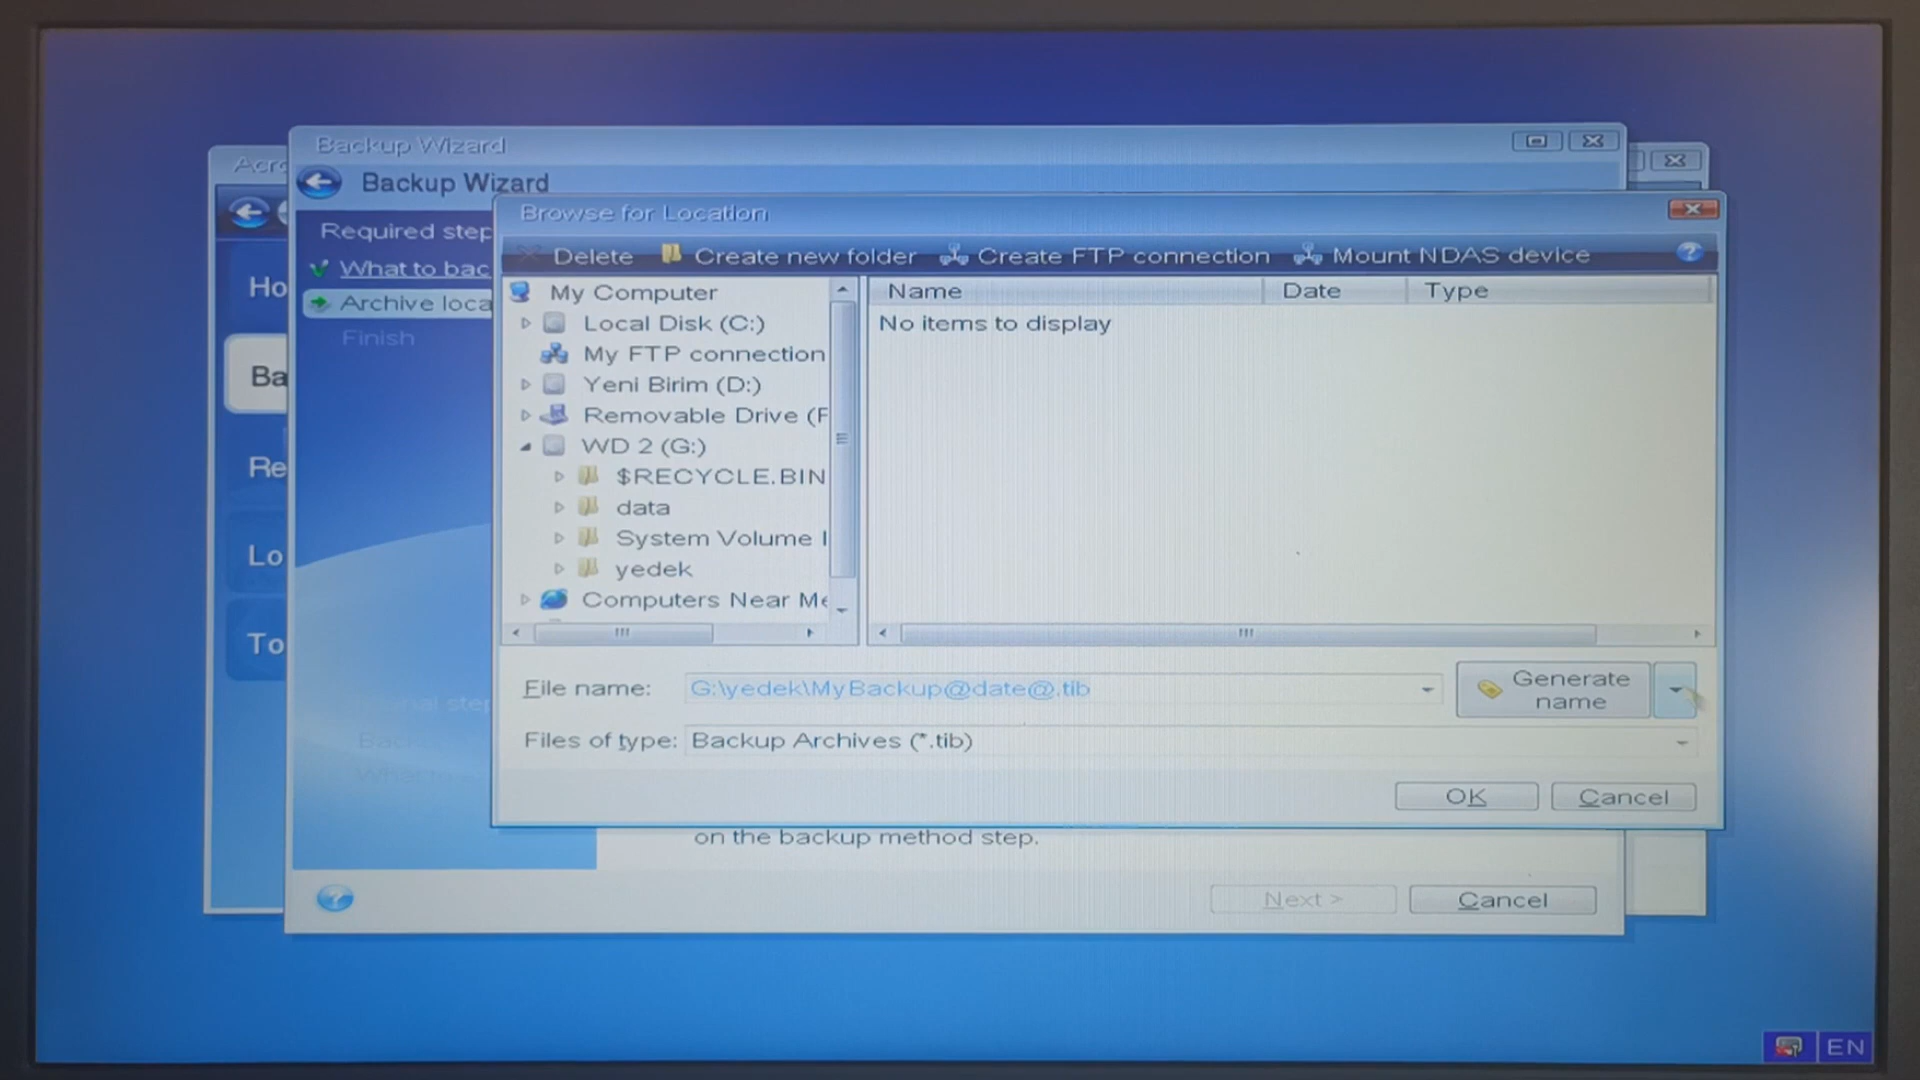 Backup Wizard
Acro
Backup Wizard
Required step
What to bac
Archive loca
Finish
Ho
Ba
Re
Lo
To
Browse for Location
Delete
Create new folder
Create FTP connection
Mount NDAS device
My Computer
Local Disk (C:)
My FTP connection
Yeni Birim (D:)
Removable Drive (F
WD 2 (G:)
$RECYCLE.BIN
data
System Volume I
yedek
Computers Near Me
Name Date Type
No items to display
File name: G:\yedek\MyBackup@date@.tib
Generate name
Files of type: Backup Archives (*.tib)
OK Cancel
on the backup method step.
Next > Cancel
EN